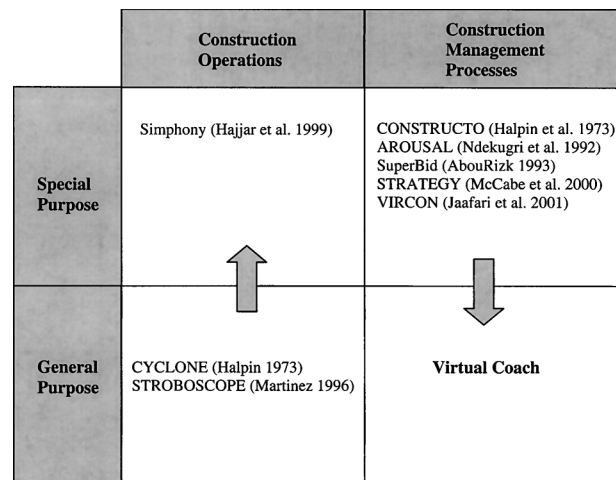 Construction
Operations
Construction
Management
Processes
Special
Purpose
Simphony (Hajjar et al. 1999)
CONSTRUCTO (Halpin et al. 1973)
AROUSAL (Ndekugri et al. 1992)
SuperBid (AbouRizk 1993)
STRATEGY (McCabe et al. 2000)
VIRCON (Jaafari et al. 2001)
General
Purpose
CYCLONE (Halpin 1973)
STROBOSCOPE (Martinez 1996)
Virtual Coach